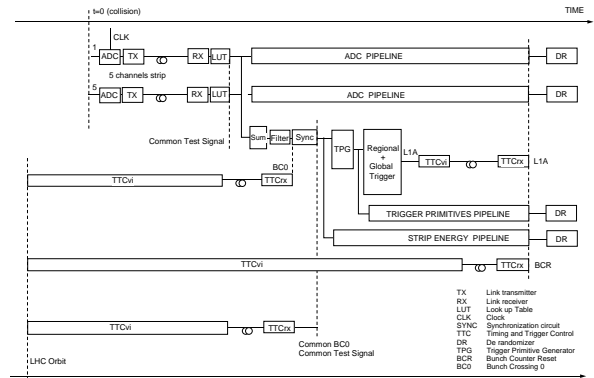 t=0 (collision)
TIME
CLK
1
ADC
TX
RX
LUT
ADC PIPELINE
DR
5 channels strip
5
ADC
TX
RX
LUT
ADC PIPELINE
DR
Common Test Signal
Sum
Filter
Sync
TPG
Regional
+
Global
Trigger
L1A
TTCvi
TTCrx
L1A
BC0
TTCvi
TTCrx
TRIGGER PRIMITIVES PIPELINE
DR
STRIP ENERGY PIPELINE
DR
TTCvi
TTCrx
BCR
TTCvi
TTCrx
Common BC0
Common Test Signal
LHC Orbit
TX Link transmitter
RX Link receiver
LUT Look up Table
CLK Clock
SYNC Synchronization circuit
TTC Timing and Trigger Control
DR De randomizer
TPG Trigger Primitive Generator
BCR Bunch Counter Reset
BC0 Bunch Crossing 0